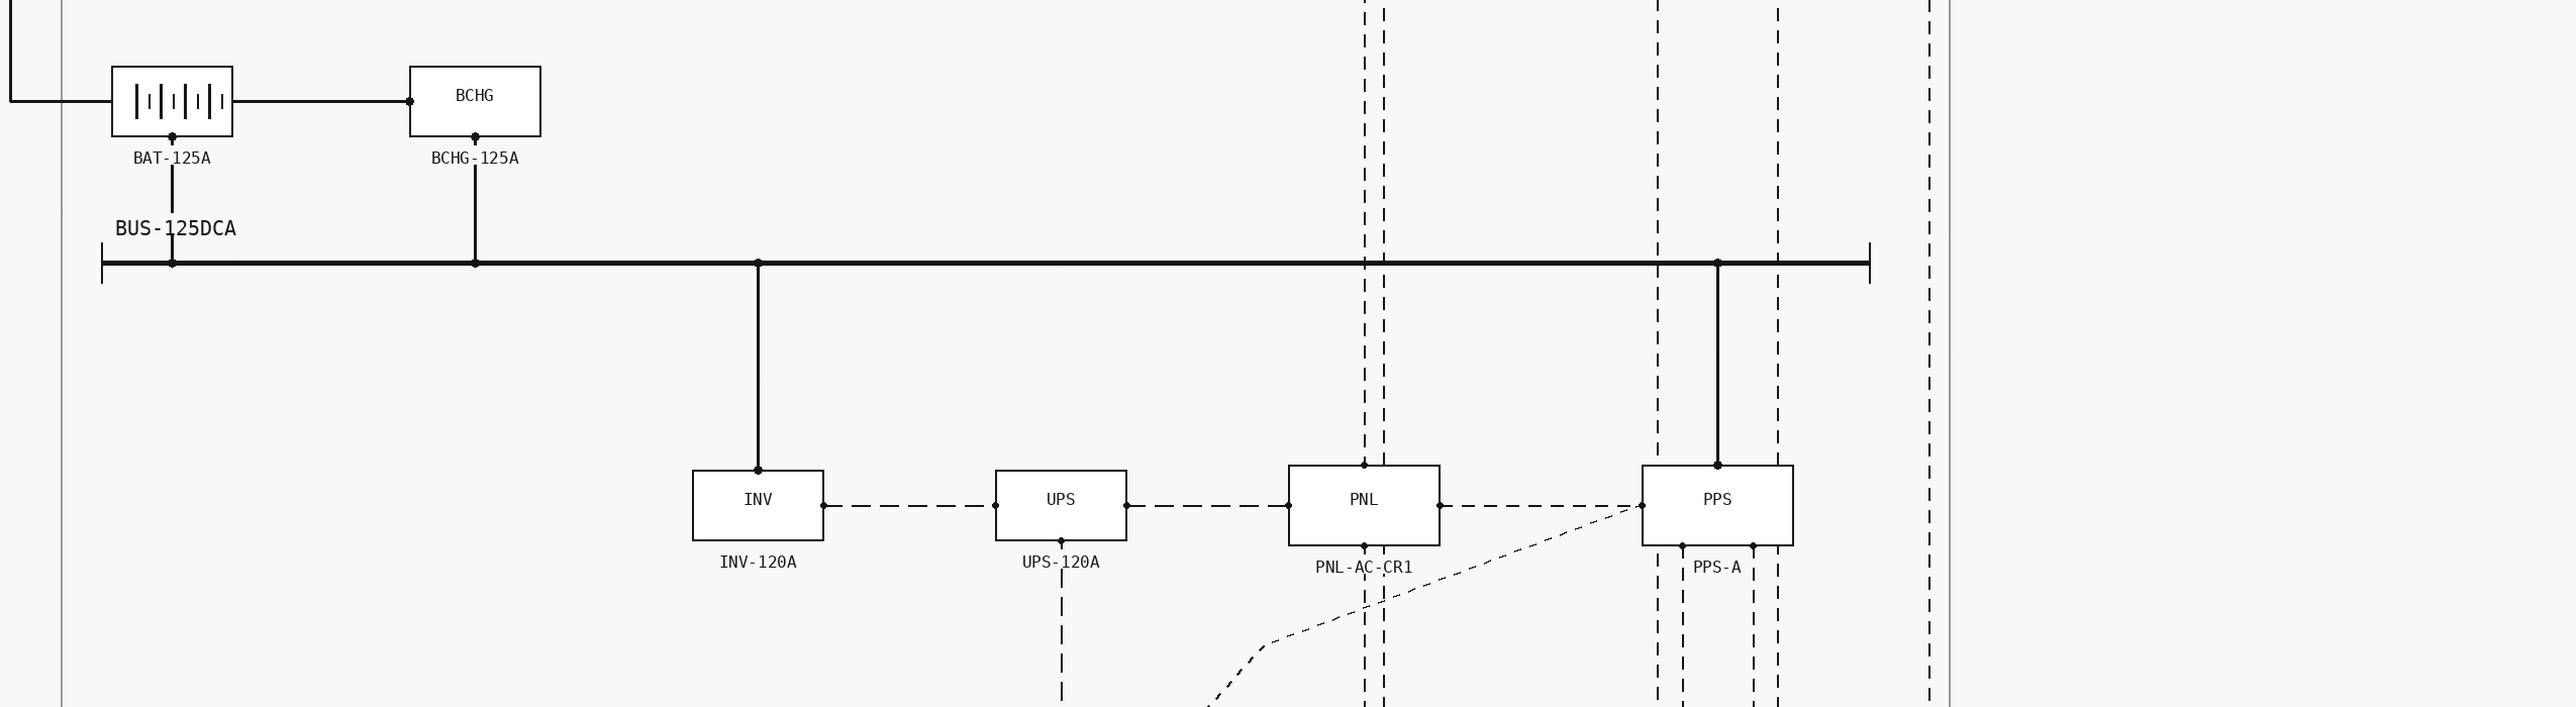 BCHG
BAT-125A
BCHG-125A
BUS-125DCA
INV
UPS
PNL
PPS
INV-120A
UPS-120A
PNL-AC-CR1
PPS-A